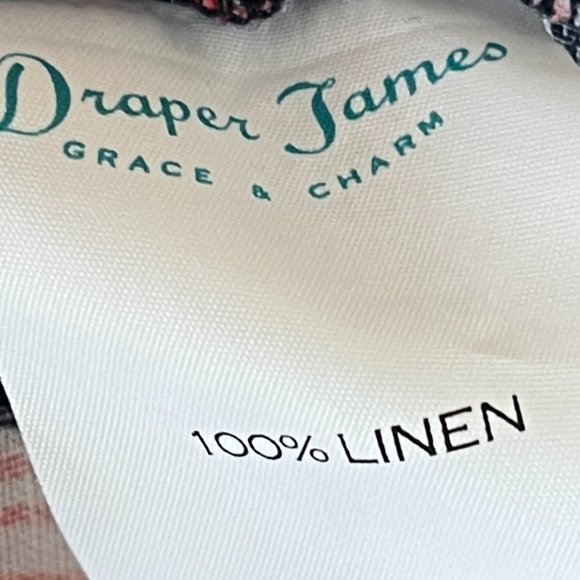 Draper James
GRACE & CHARM
100% LINEN